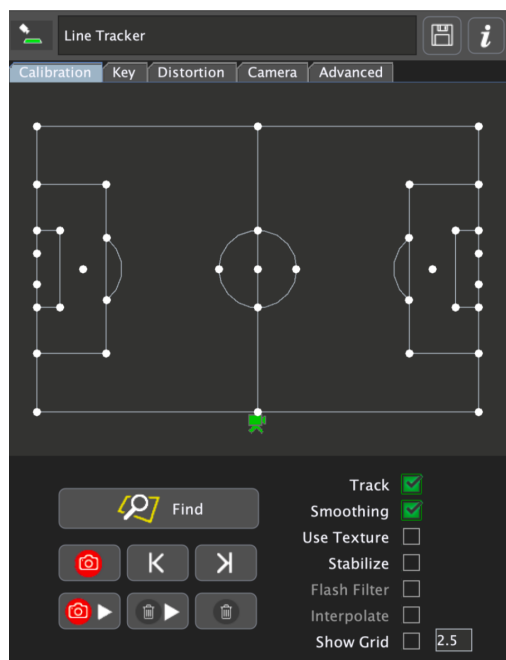 Line Tracker
Calibration Key Distortion Camera Advanced
Find
Track
Smoothing
Use Texture
Stabilize
Flash Filter
Interpolate
Show Grid 2.5